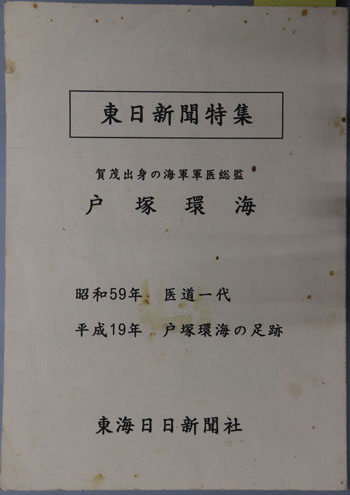 東日新聞特集
賀茂出身の海軍軍医総監
戸塚環海
昭和59年 医道一代
平成19年 戸塚環海の足跡
東海日日新聞社